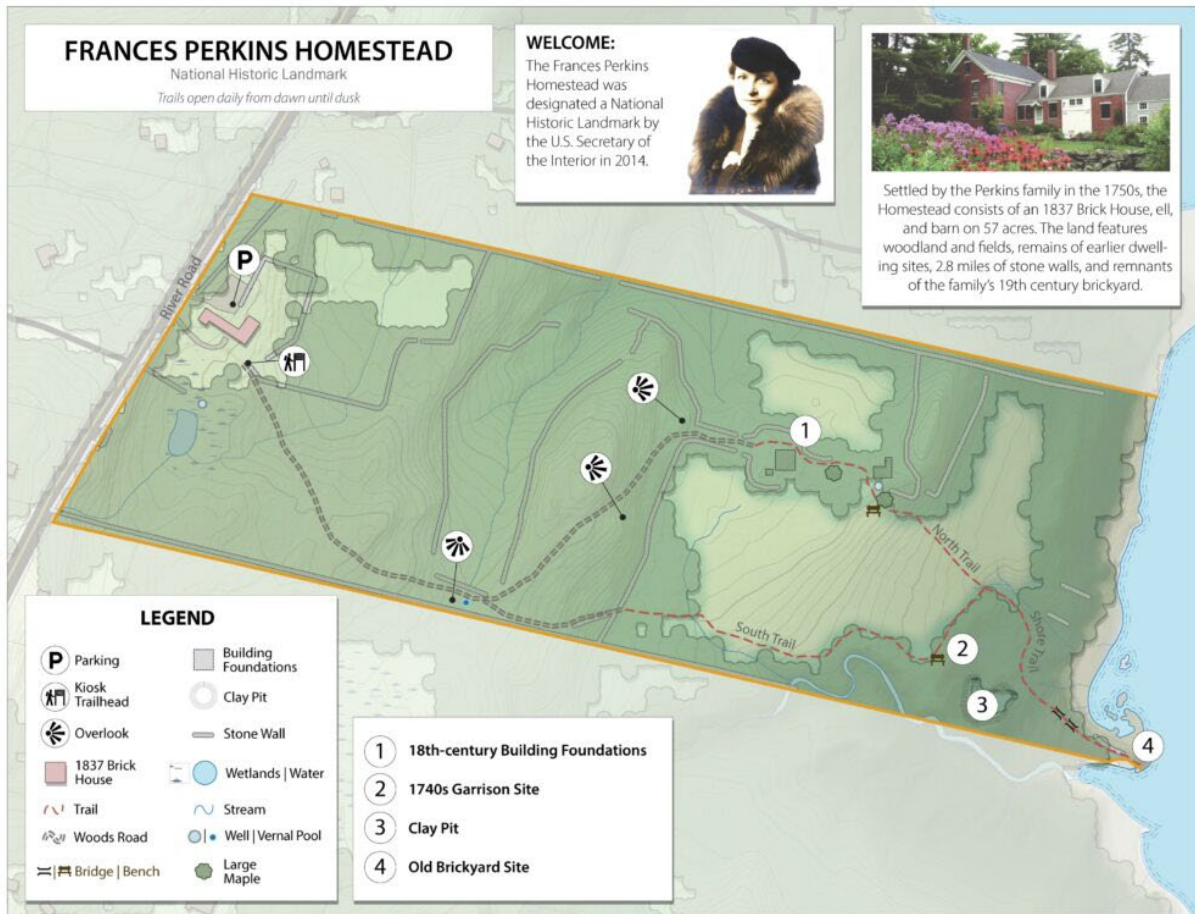 FRANCES PERKINS HOMESTEAD
National Historic Landmark
Trails open daily from dawn until dusk
WELCOME:
The Frances Perkins
Homestead was
designated a National
Historic Landmark by
the U.S. Secretary of
the Interior in 2014.
Settled by the Perkins family in the 1750s, the
Homestead consists of an 1837 Brick House, ell,
and barn on 57 acres. The land features
woodland and fields, remains of earlier dwell-
ing sites, 2.8 miles of stone walls, and remnants
of the family's 19th century brickyard.
P
River Road
1
North Trail
South Trail
Shore Trail
2
3
4
LEGEND
P Parking
Kiosk
Trailhead
Overlook
1837 Brick
House
Trail
Woods Road
Bridge | Bench
Building
Foundations
Clay Pit
Stone Wall
Wetlands | Water
Stream
Well | Vernal Pool
Large
Maple
1 18th-century Building Foundations
2 1740s Garrison Site
3 Clay Pit
4 Old Brickyard Site